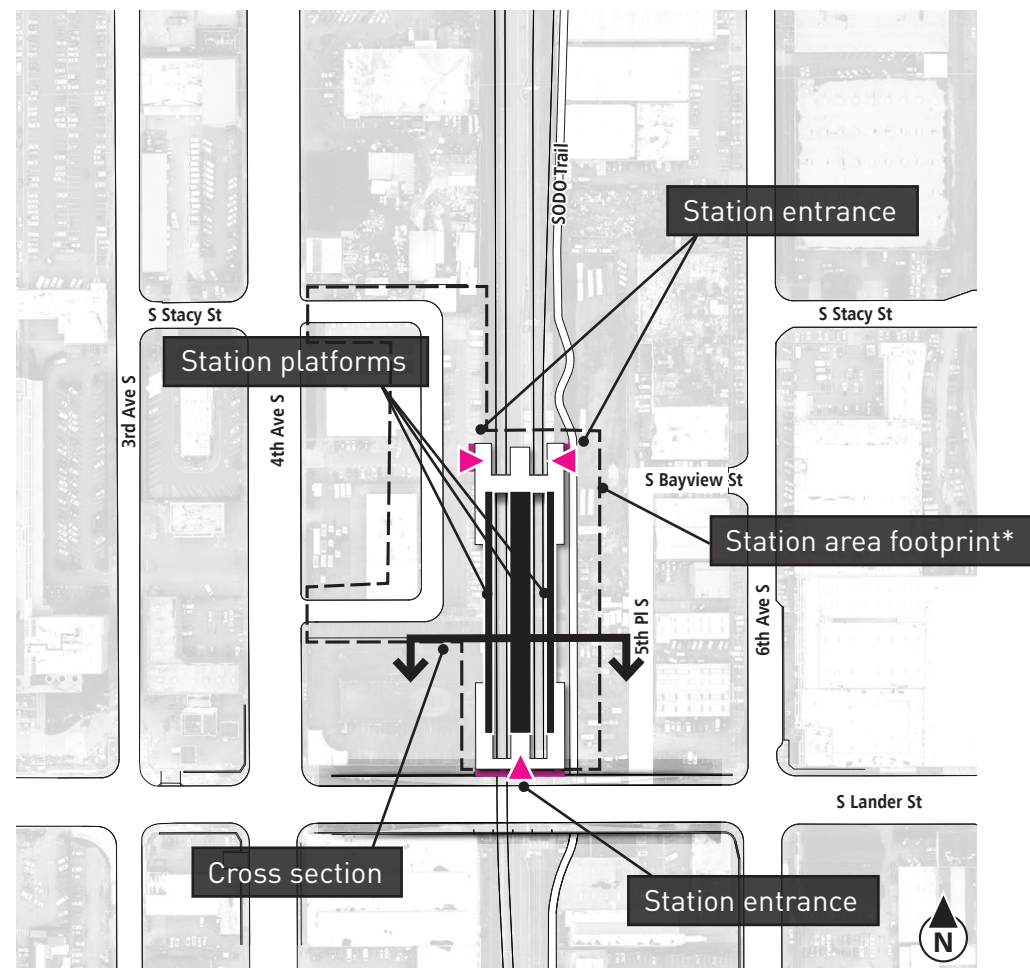 SODO Trail
Station entrance
S Stacy St
S Stacy St
Station platforms
3rd Ave S
4th Ave S
S Bayview St
Station area footprint*
5th Pl S
6th Ave S
S Lander St
Cross section
Station entrance
N